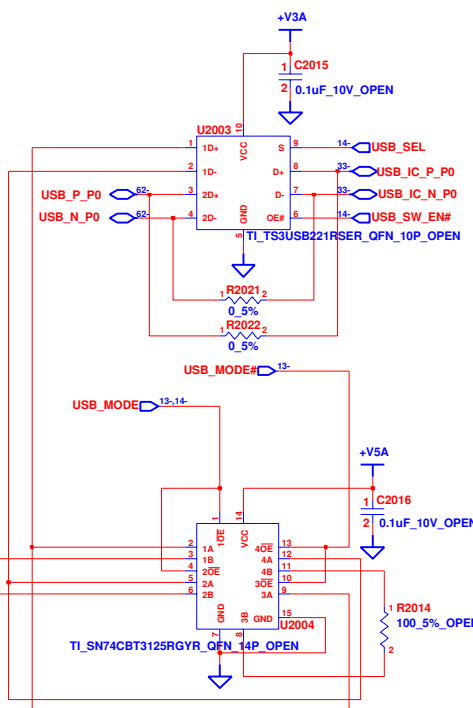 +V3A
1 C2015
2 0.1uF_10V_OPEN
U2003
10
VCC
1 1D+ S 9 14- USB_SEL
2 1D- D+ 8 33- USB_IC_P_P0
USB_P_P0 62- 3 2D+ D- 7 33- USB_IC_N_P0
USB_N_P0 62- 4 2D- OE# 6 14- USB_SW_EN#
GND
5
TI_TS3USB221RSER_QFN_10P_OPEN
R2021
1 2
0_5%
R2022
1 2
0_5%
USB_MODE# 13-
USB_MODE 13-,14-
+V5A
1 C2016
2 0.1uF_10V_OPEN
1 14
1OE VCC
2 1A 4OE 13
3 1B 4A 12
4 2OE 4B 11
5 2A 3OE 10
6 2B 3A 9
GND 3B GND 15
7 8 U2004
TI_SN74CBT3125RGYR_QFN_14P_OPEN
1 R2014
100_5%_OPE
2